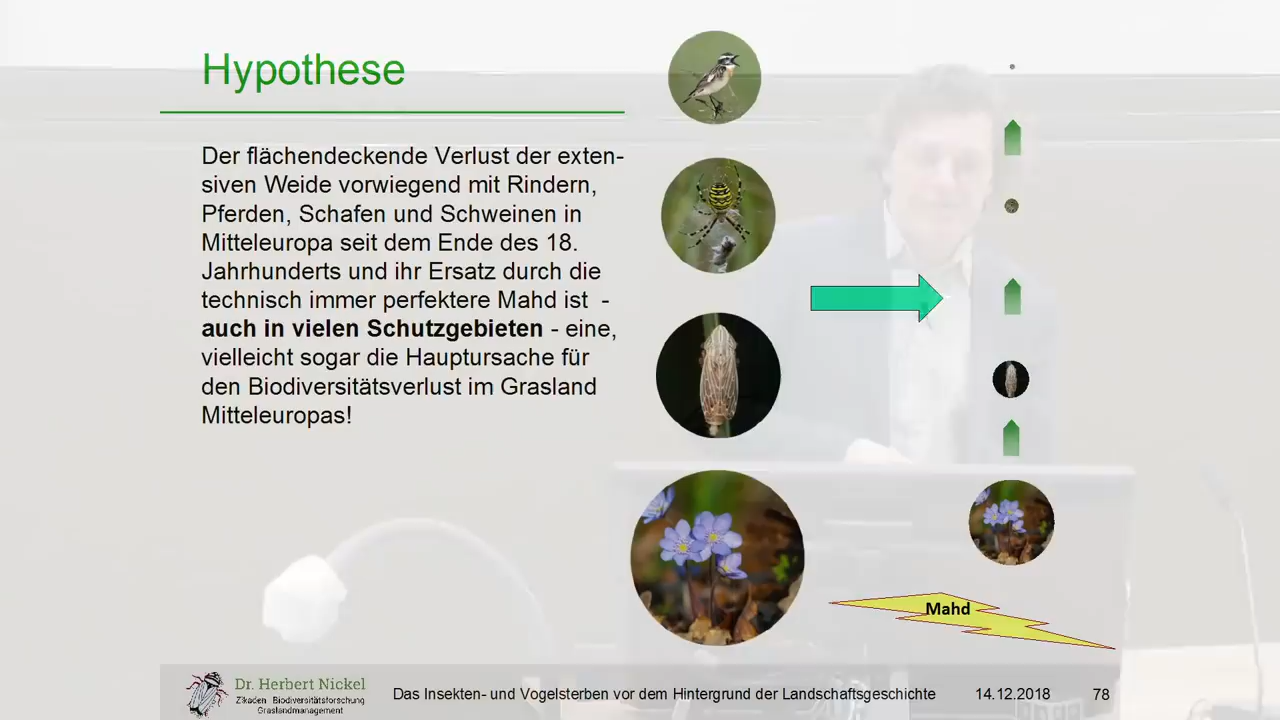 Hypothese
Der flächendeckende Verlust der exten-
siven Weide vorwiegend mit Rindern,
Pferden, Schafen und Schweinen in
Mitteleuropa seit dem Ende des 18.
Jahrhunderts und ihr Ersatz durch die
technisch immer perfektere Mahd ist -
auch in vielen Schutzgebieten - eine,
vielleicht sogar die Hauptursache für
den Biodiversitätsverlust im Grasland
Mitteleuropas!
Mahd
Dr. Herbert Nickel
Zikaden Biodiversitätsforschung
Graslandmanagement
Das Insekten- und Vogelsterben vor dem Hintergrund der Landschaftsgeschichte
14.12.2018
78